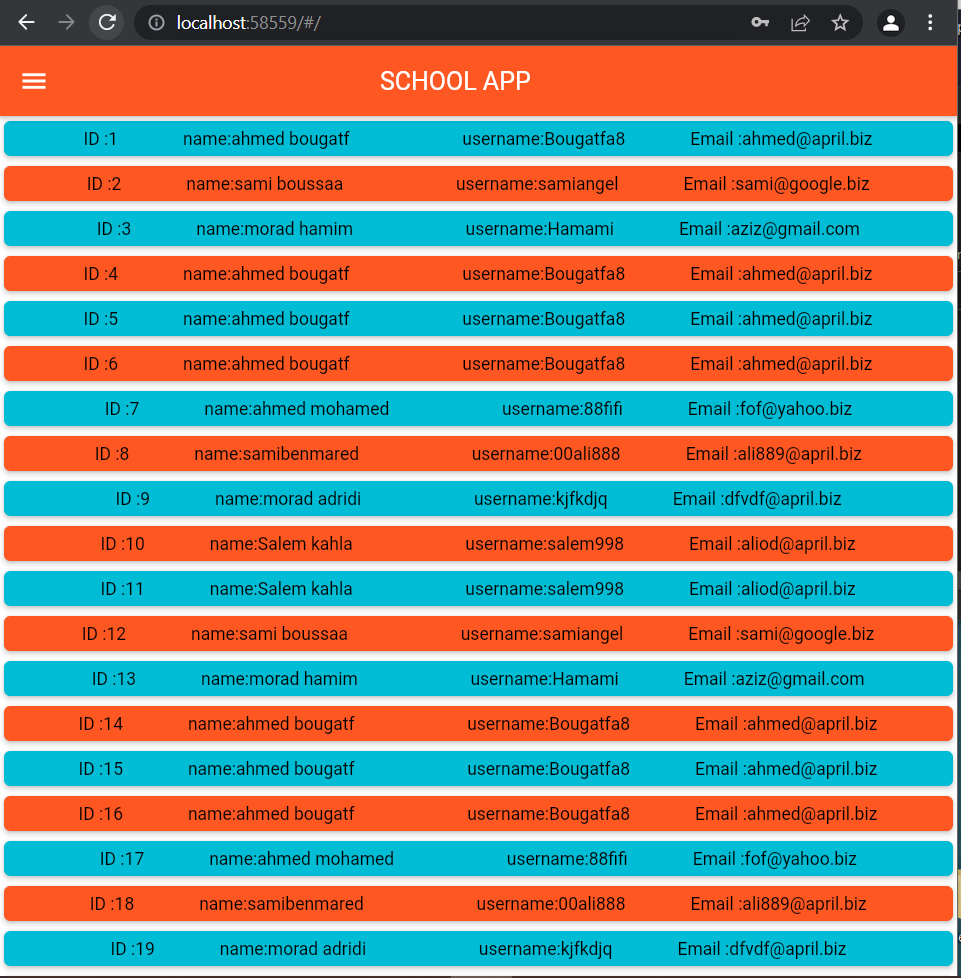 localhost:58559/#/
SCHOOL APP
ID :1 name:ahmed bougatf username:Bougatfa8 Email :ahmed@april.biz
ID :2 name:sami boussaa username:samiangel Email :sami@google.biz
ID :3 name:morad hamim username:Hamami Email :aziz@gmail.com
ID :4 name:ahmed bougatf username:Bougatfa8 Email :ahmed@april.biz
ID :5 name:ahmed bougatf username:Bougatfa8 Email :ahmed@april.biz
ID :6 name:ahmed bougatf username:Bougatfa8 Email :ahmed@april.biz
ID :7 name:ahmed mohamed username:88fifi Email :fof@yahoo.biz
ID :8 name:samibenmared username:00ali888 Email :ali889@april.biz
ID :9 name:morad adridi username:kjfkdjq Email :dfvdf@april.biz
ID :10 name:Salem kahla username:salem998 Email :aliod@april.biz
ID :11 name:Salem kahla username:salem998 Email :aliod@april.biz
ID :12 name:sami boussaa username:samiangel Email :sami@google.biz
ID :13 name:morad hamim username:Hamami Email :aziz@gmail.com
ID :14 name:ahmed bougatf username:Bougatfa8 Email :ahmed@april.biz
ID :15 name:ahmed bougatf username:Bougatfa8 Email :ahmed@april.biz
ID :16 name:ahmed bougatf username:Bougatfa8 Email :ahmed@april.biz
ID :17 name:ahmed mohamed username:88fifi Email :fof@yahoo.biz
ID :18 name:samibenmared username:00ali888 Email :ali889@april.biz
ID :19 name:morad adridi username:kjfkdjq Email :dfvdf@april.biz